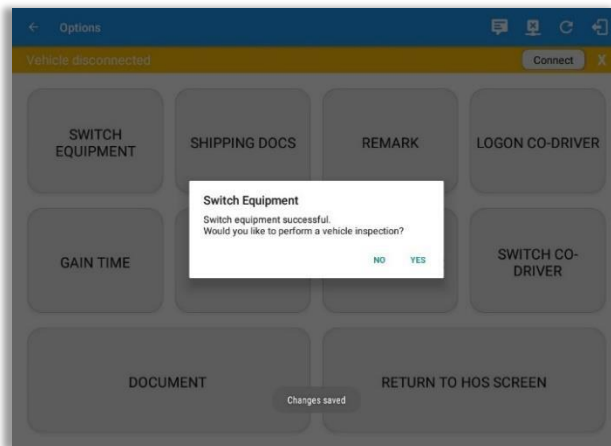 Options
Vehicle disconnected
Connect
X
SWITCH
EQUIPMENT
SHIPPING DOCS
REMARK
LOGON CO-DRIVER
Switch Equipment
Switch equipment successful.
Would you like to perform a vehicle inspection?
NO YES
GAIN TIME
SWITCH CO-
DRIVER
DOCUMENT
RETURN TO HOS SCREEN
Changes saved